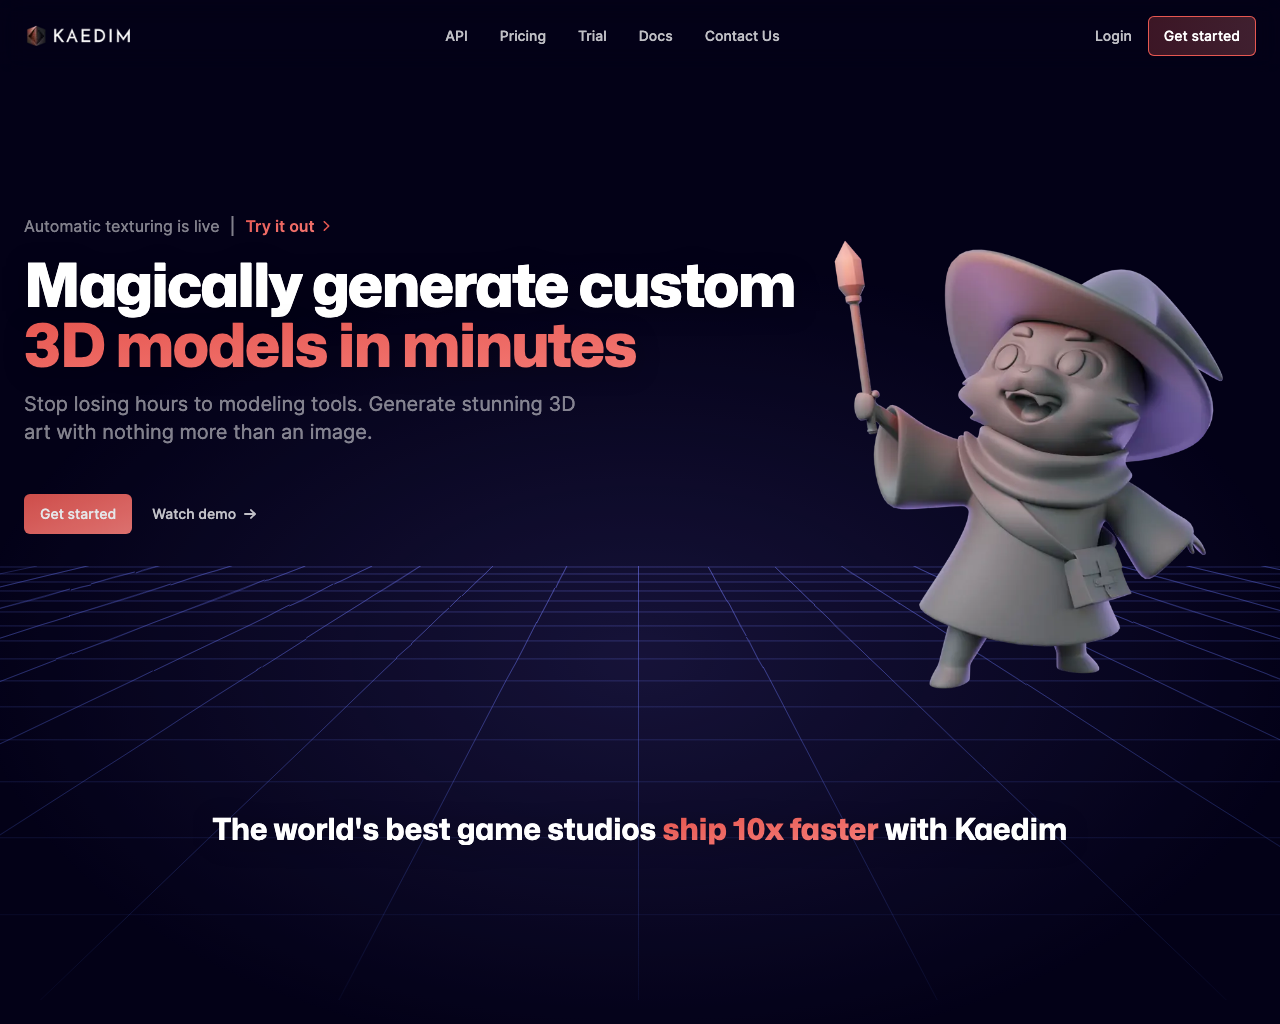 KAEDIM
API
Pricing
Trial
Docs
Contact Us
Login
Get started
Automatic texturing is live | Try it out
Magically generate custom
3D models in minutes
Stop losing hours to modeling tools. Generate stunning 3D
art with nothing more than an image.
Get started
Watch demo
The world's best game studios ship 10x faster with Kaedim